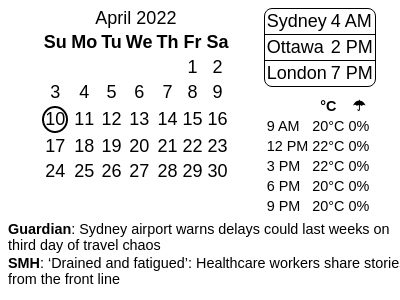 April 2022
Su Mo Tu We Th Fr Sa
1 2
3 4 5 6 7 8 9
10 11 12 13 14 15 16
17 18 19 20 21 22 23
24 25 26 27 28 29 30
Sydney 4 AM
Ottawa 2 PM
London 7 PM
°C ☂
9 AM 20°C 0%
12 PM 22°C 0%
3 PM 22°C 0%
6 PM 20°C 0%
9 PM 20°C 0%
Guardian: Sydney airport warns delays could last weeks on
third day of travel chaos
SMH: ‘Drained and fatigued’: Healthcare workers share storie
from the front line